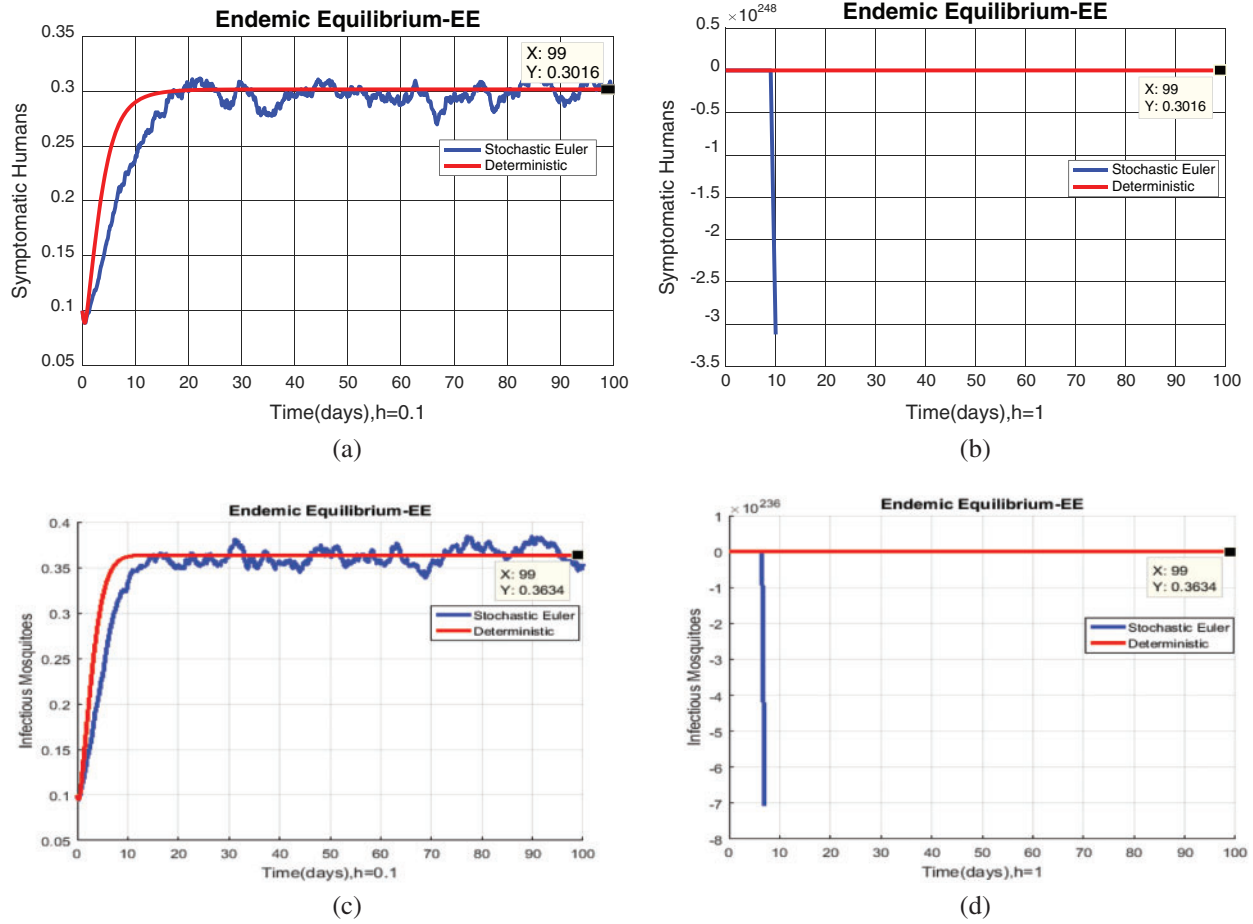 Endemic Equilibrium-EE
0.35
0.3
0.25
0.2
0.15
0.1
0.05
Symptomatic Humans
X: 99
Y: 0.3016
Stochastic Euler
Deterministic
0 10 20 30 40 50 60 70 80 90 100
Time(days),h=0.1
(a)
Endemic Equilibrium-EE
×10^248
0.5
0
-0.5
-1
-1.5
-2
-2.5
-3
-3.5
Symptomatic Humans
X: 99
Y: 0.3016
Stochastic Euler
Deterministic
0 10 20 30 40 50 60 70 80 90 100
Time(days),h=1
(b)
Endemic Equilibrium-EE
0.4
0.35
0.3
0.25
0.2
0.15
0.1
0.05
Infectious Mosquitoes
X: 99
Y: 0.3634
Stochastic Euler
Deterministic
0 10 20 30 40 50 60 70 80 90 100
Time(days),h=0.1
(c)
Endemic Equilibrium-EE
×10^236
1
0
-1
-2
-3
-4
-5
-6
-7
-8
Infectious Mosquitoes
X: 99
Y: 0.3634
Stochastic Euler
Deterministic
0 10 20 30 40 50 60 70 80 90 100
Time(days),h=1
(d)